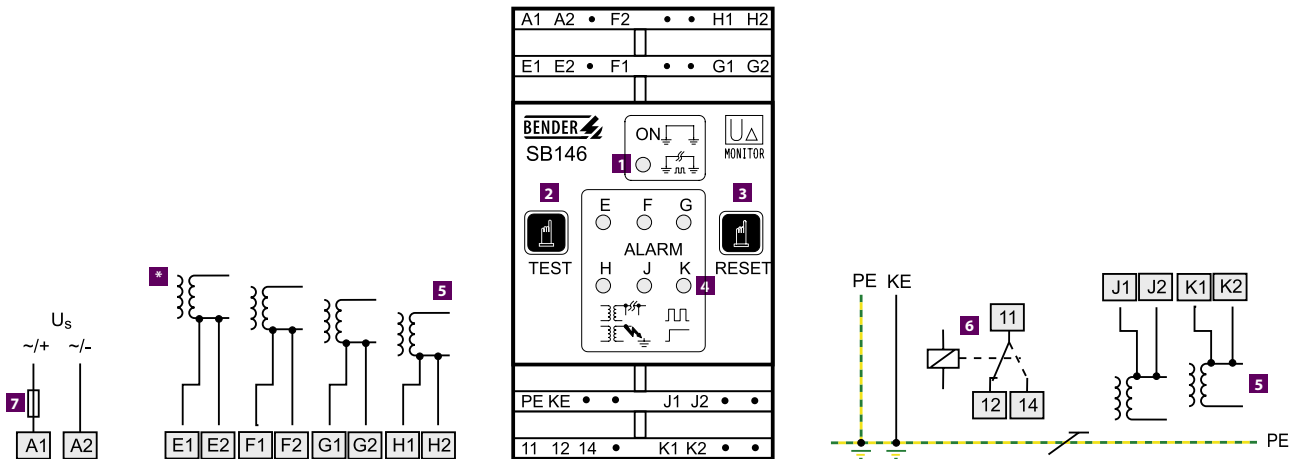 A1 A2 • F2 • • H1 H2
E1 E2 • F1 • • G1 G2
BENDER
SB146
ON
U∆
MONITOR
1
2
3
E F G
ALARM
TEST
RESET
H J K
4
PE KE • • J1 J2 • •
11 12 14 • K1 K2 • •
Us
~/+ ~/-
7
A1 A2
*
5
E1 E2 F1 F2 G1 G2 H1 H2
PE KE
6
11
12 14
J1 J2 K1 K2
5
PE